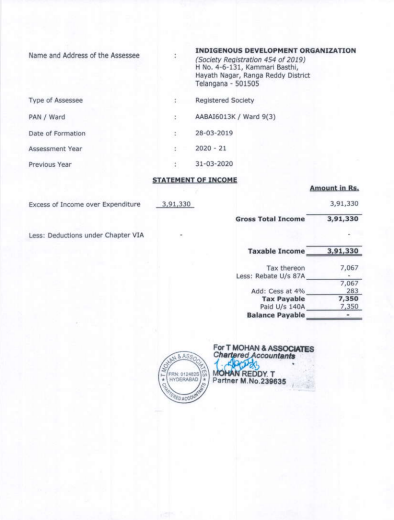 Name and Address of the Assessee : INDIGENOUS DEVELOPMENT ORGANIZATION
(Society Registration 454 of 2019)
H No. 4-6-131, Kammari Basthi,
Hayath Nagar, Ranga Reddy District
Telangana - 501505
Type of Assessee : Registered Society
PAN / Ward : AABAI6013K / Ward 9(3)
Date of Formation : 28-03-2019
Assessment Year : 2020 - 21
Previous Year : 31-03-2020
STATEMENT OF INCOME
Amount in Rs.
Excess of Income over Expenditure 3,91,330 3,91,330
Gross Total Income 3,91,330
Less: Deductions under Chapter VIA - -
Taxable Income 3,91,330
Tax thereon 7,067
Less: Rebate U/s 87A -
7,067
Add: Cess at 4% 283
Tax Payable 7,350
Paid U/s 140A 7,350
Balance Payable -
For T MOHAN & ASSOCIATES
Chartered Accountants
MOHAN REDDY. T
Partner M.No.239635
T MOHAN & ASSOCIATES
HYDERABAD
CHARTERED ACCOUNTANTS